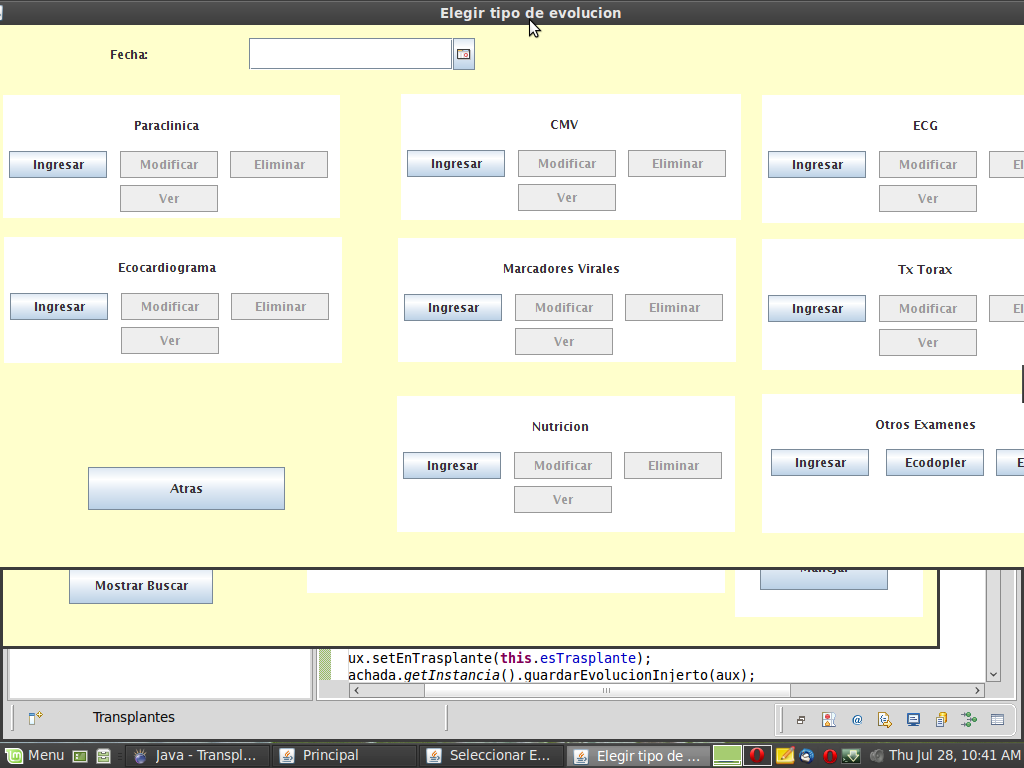 Elegir tipo de evolucion
Fecha:
Paraclinica
CMV
ECG
Ingresar Modificar Eliminar
Ver
Ingresar Modificar Eliminar
Ver
Ingresar Modificar El
Ver
Ecocardiograma
Marcadores Virales
Tx Torax
Ingresar Modificar Eliminar
Ver
Ingresar Modificar Eliminar
Ver
Ingresar Modificar El
Ver
Nutricion
Otros Examenes
Ingresar Modificar Eliminar
Ver
Ingresar Ecodopler E
Atras
Mostrar Buscar
Manejar
ux.setEnTrasplante(this.esTrasplante);
achada.getInstancia().guardarEvolucionInjerto(aux);
Transplantes
Menu Java - Transpl... Principal Seleccionar E... Elegir tipo de ... Thu Jul 28, 10:41 AM